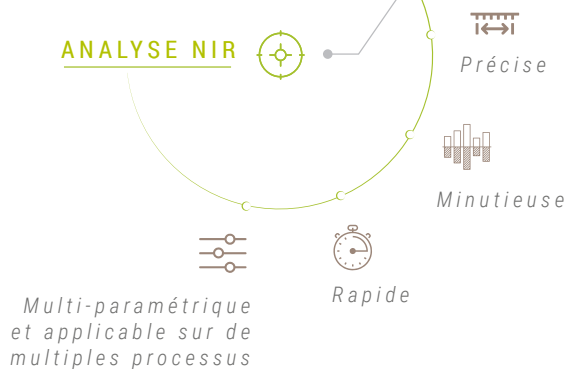 ANALYSE NIR
Précise
Minutieuse
Rapide
Multi-paramétrique
et applicable sur de
multiples processus